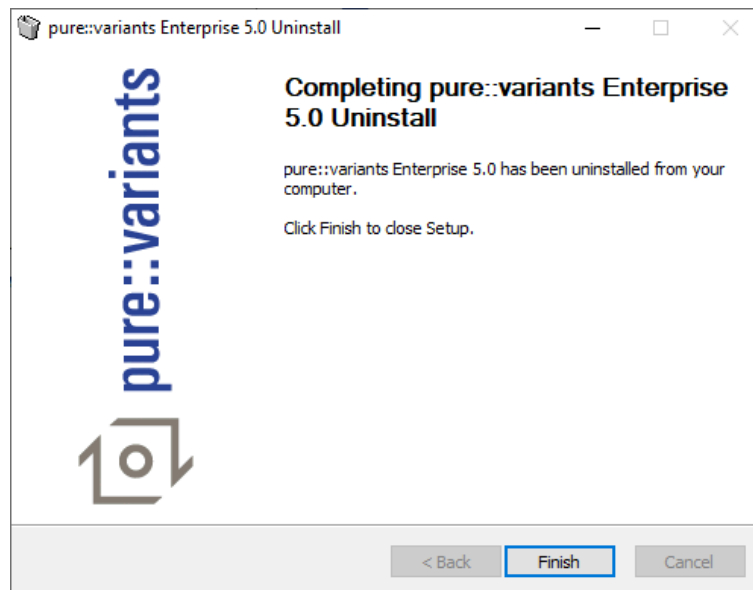 pure::variants Enterprise 5.0 Uninstall
pure::variants
Completing pure::variants Enterprise
5.0 Uninstall
pure::variants Enterprise 5.0 has been uninstalled from your
computer.
Click Finish to close Setup.
< Back
Finish
Cancel